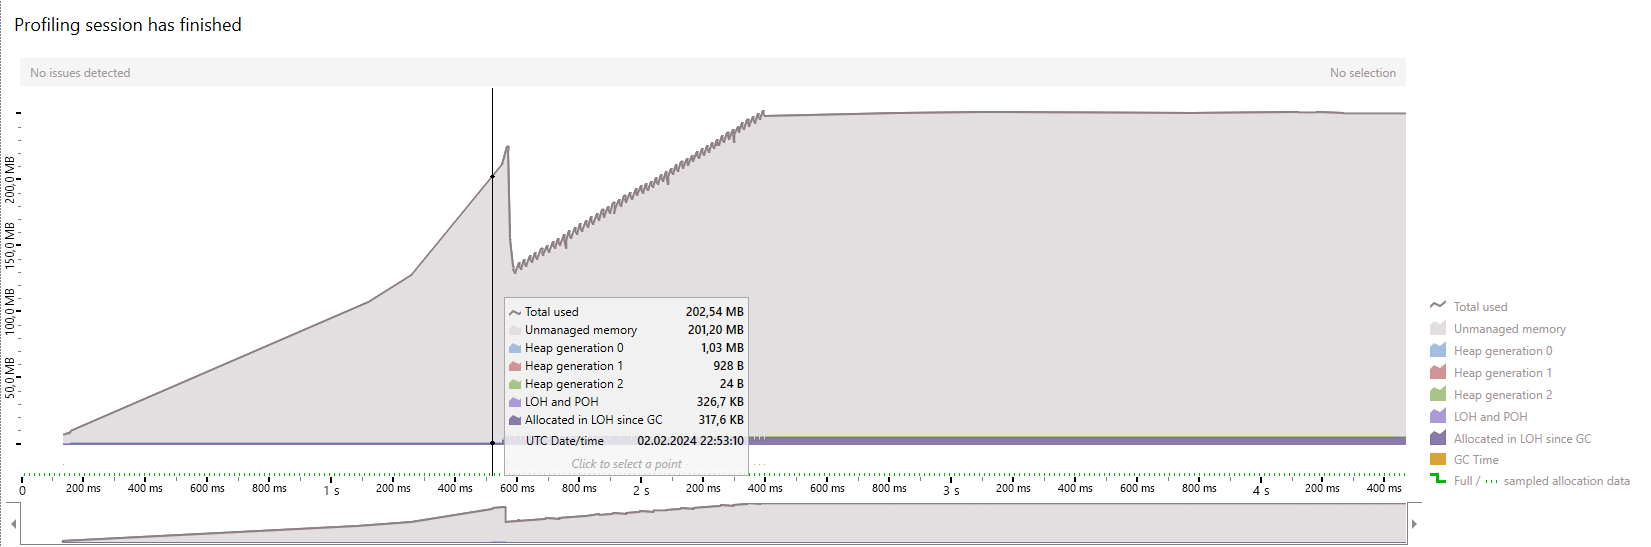 Profiling session has finished
No issues detected
No selection
200,0 MB
150,0 MB
100,0 MB
50,0 MB
Total used 202,54 MB
Unmanaged memory 201,20 MB
Heap generation 0 1,03 MB
Heap generation 1 928 B
Heap generation 2 24 B
LOH and POH 326,7 KB
Allocated in LOH since GC 317,6 KB
UTC Date/time 02.02.2024 22:53:10
Click to select a point
Total used
Unmanaged memory
Heap generation 0
Heap generation 1
Heap generation 2
LOH and POH
Allocated in LOH since GC
GC Time
Full / sampled allocation data
0 200 ms 400 ms 600 ms 800 ms 1 s 200 ms 400 ms 600 ms 800 ms 2 s 200 ms 400 ms 600 ms 800 ms 3 s 200 ms 400 ms 600 ms 800 ms 4 s 200 ms 400 ms